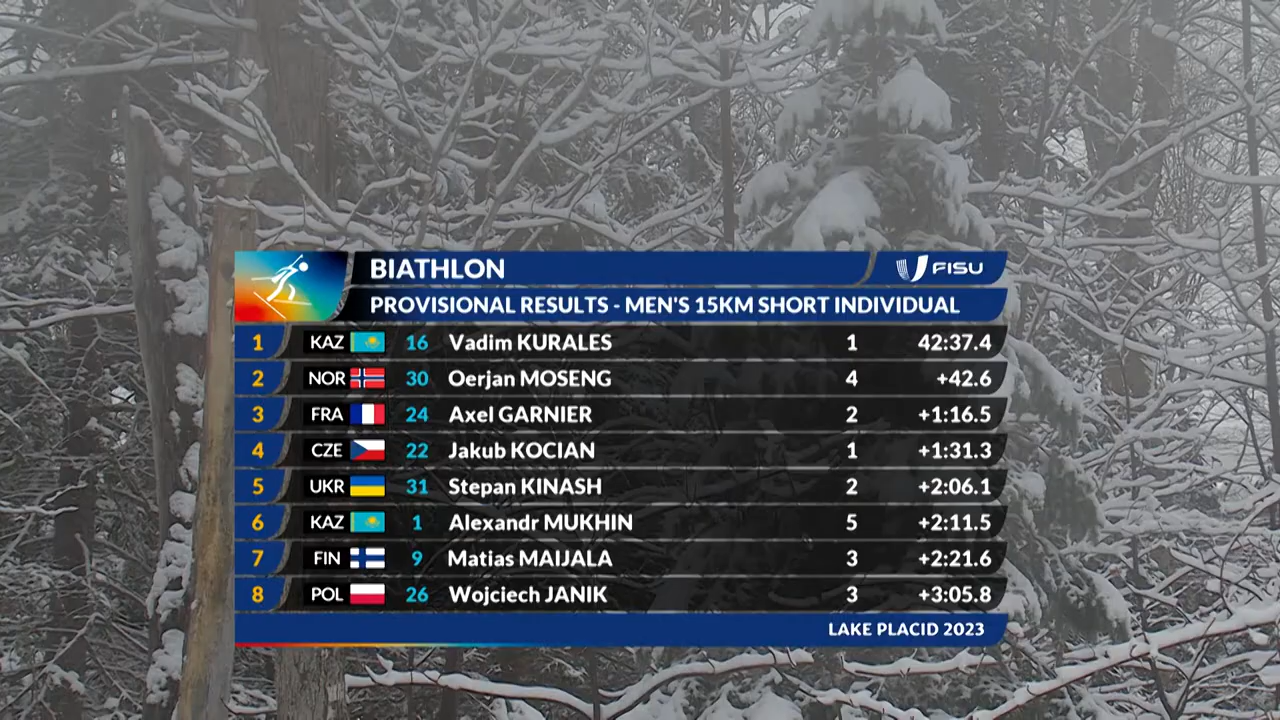 BIATHLON FISU
PROVISIONAL RESULTS - MEN'S 15KM SHORT INDIVIDUAL
1 KAZ 16 Vadim KURALES 1 42:37.4
2 NOR 30 Oerjan MOSENG 4 +42.6
3 FRA 24 Axel GARNIER 2 +1:16.5
4 CZE 22 Jakub KOCIAN 1 +1:31.3
5 UKR 31 Stepan KINASH 2 +2:06.1
6 KAZ 1 Alexandr MUKHIN 5 +2:11.5
7 FIN 9 Matias MAIJALA 3 +2:21.6
8 POL 26 Wojciech JANIK 3 +3:05.8
LAKE PLACID 2023